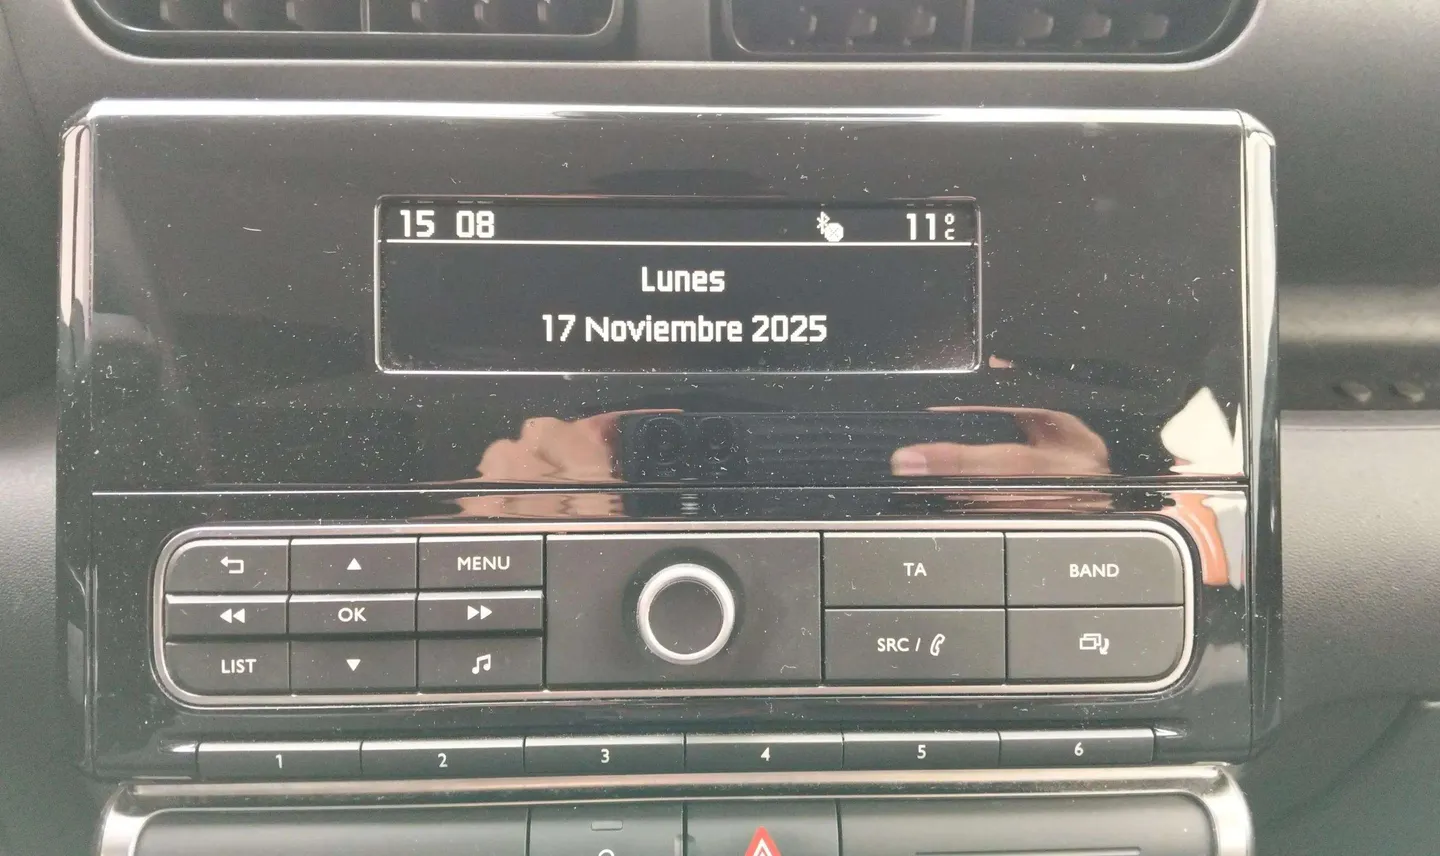 15 08 11°C
Lunes
17 Noviembre 2025
MENU
OK
LIST
TA
BAND
SRC /
1 2 3 4 5 6